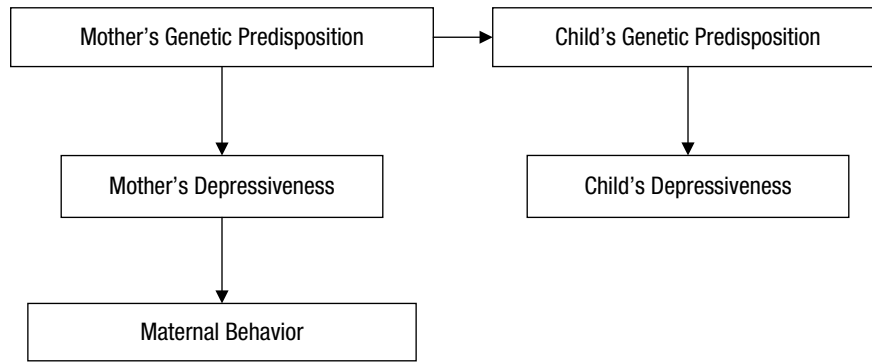 Mother’s Genetic Predisposition
Child’s Genetic Predisposition
Mother’s Depressiveness
Child’s Depressiveness
Maternal Behavior